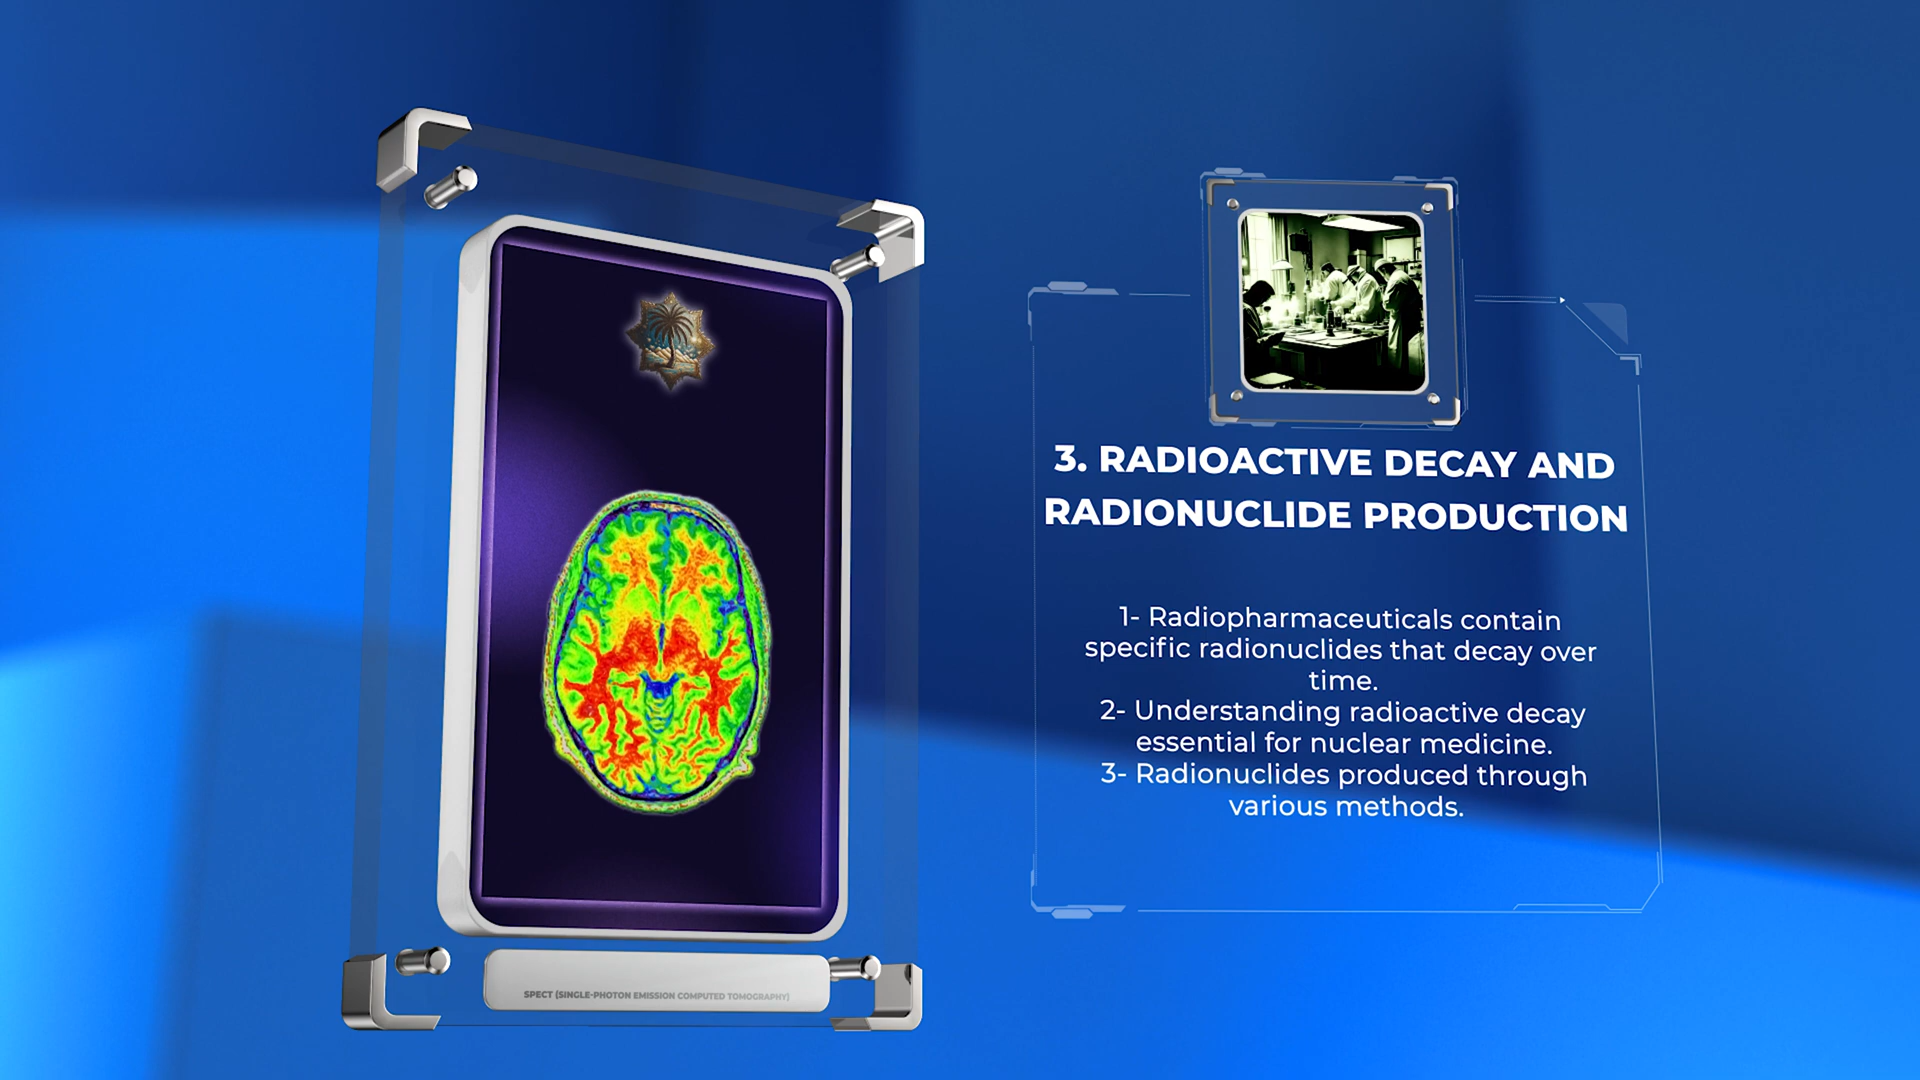 3. RADIOACTIVE DECAY AND
RADIONUCLIDE PRODUCTION
1- Radiopharmaceuticals contain
specific radionuclides that decay over
time.
2- Understanding radioactive decay
essential for nuclear medicine.
3- Radionuclides produced through
various methods.
SPECT (SINGLE-PHOTON EMISSION COMPUTED TOMOGRAPHY)